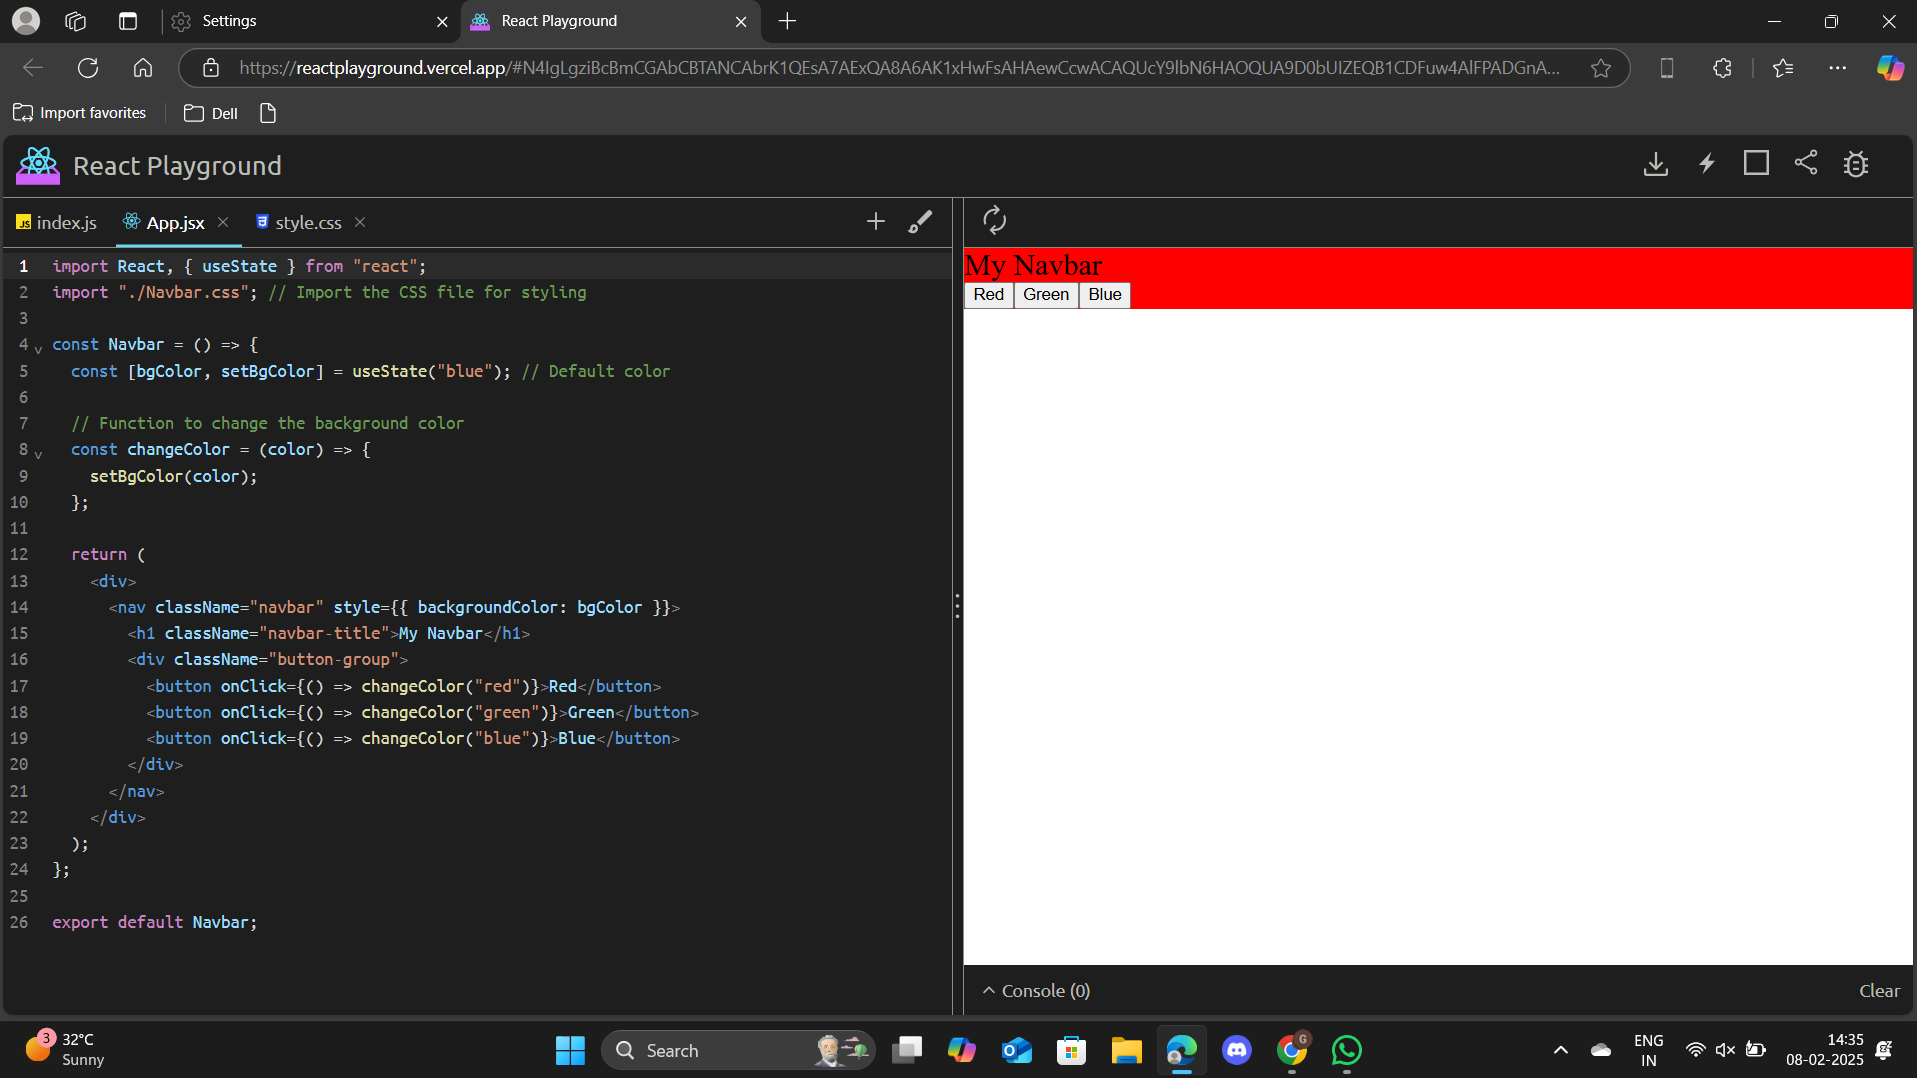 Settings
React Playground
https://reactplayground.vercel.app/#N4IgLgziBcBmCGAbCBTANCAbrK1QEsA7AExQA8A6AK1xHwFsAHAewCcwACAQUcY9lbN6HAOQUA9D0bUIZEQB1CDFuw4AlFPADGnA...
Import favorites
Dell
React Playground
index.js
App.jsx
style.css
1 import React, { useState } from "react";
2 import "./Navbar.css"; // Import the CSS file for styling
3
4 const Navbar = () => {
5 const [bgColor, setBgColor] = useState("blue"); // Default color
6
7 // Function to change the background color
8 const changeColor = (color) => {
9 setBgColor(color);
10 };
11
12 return (
13 <div>
14 <nav className="navbar" style={{ backgroundColor: bgColor }}>
15 <h1 className="navbar-title">My Navbar</h1>
16 <div className="button-group">
17 <button onClick={() => changeColor("red")}>Red</button>
18 <button onClick={() => changeColor("green")}>Green</button>
19 <button onClick={() => changeColor("blue")}>Blue</button>
20 </div>
21 </nav>
22 </div>
23 );
24 };
25
26 export default Navbar;
My Navbar
Red Green Blue
Console (0)
Clear
3
32°C
Sunny
Search
G
ENG
IN
14:35
08-02-2025